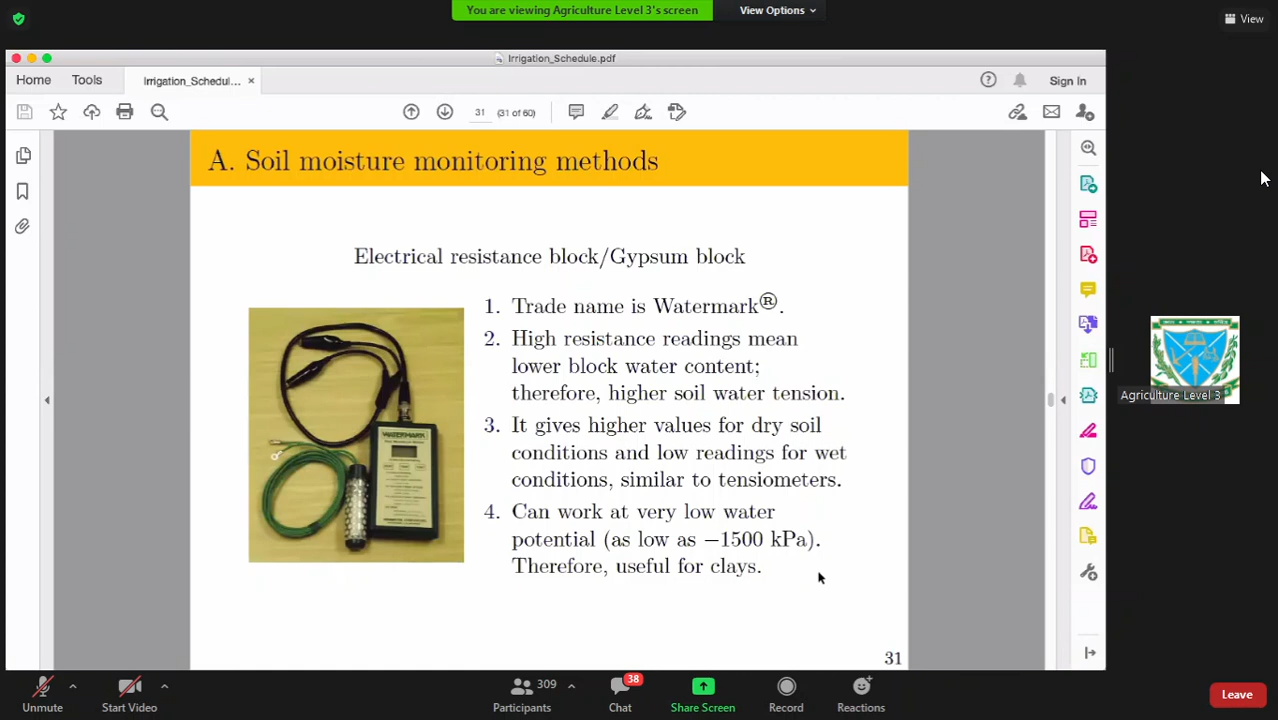 You are viewing Agriculture Level 3's screen
View Options
View
Irrigation_Schedule.pdf
Home
Tools
Irrigation_Schedul...
×
Sign In
31
(31 of 60)
A. Soil moisture monitoring methods
Electrical resistance block/Gypsum block
1. Trade name is Watermark®.
2. High resistance readings mean
lower block water content;
therefore, higher soil water tension.
3. It gives higher values for dry soil
conditions and low readings for wet
conditions, similar to tensiometers.
4. Can work at very low water
potential (as low as −1500 kPa).
Therefore, useful for clays.
WATERMARK
31
Agriculture Level 3
Unmute
Start Video
309
Participants
38
Chat
Share Screen
Record
Reactions
Leave